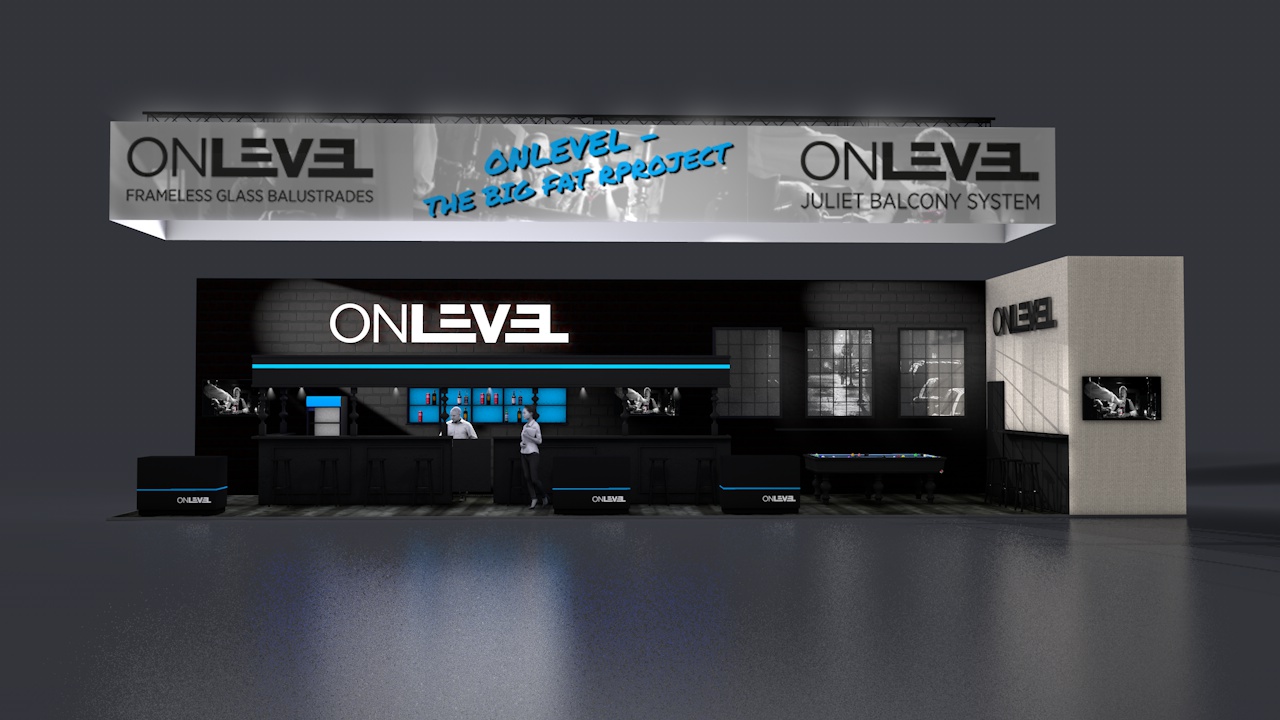 ONLEVEL
FRAMELESS GLASS BALUSTRADES
ONLEVEL -
THE BIG FAT RPROJECT
ONLEVEL
JULIET BALCONY SYSTEM
ONLEVEL
ONLEVEL
ONLEVEL
ONLEVEL
ONLEVEL